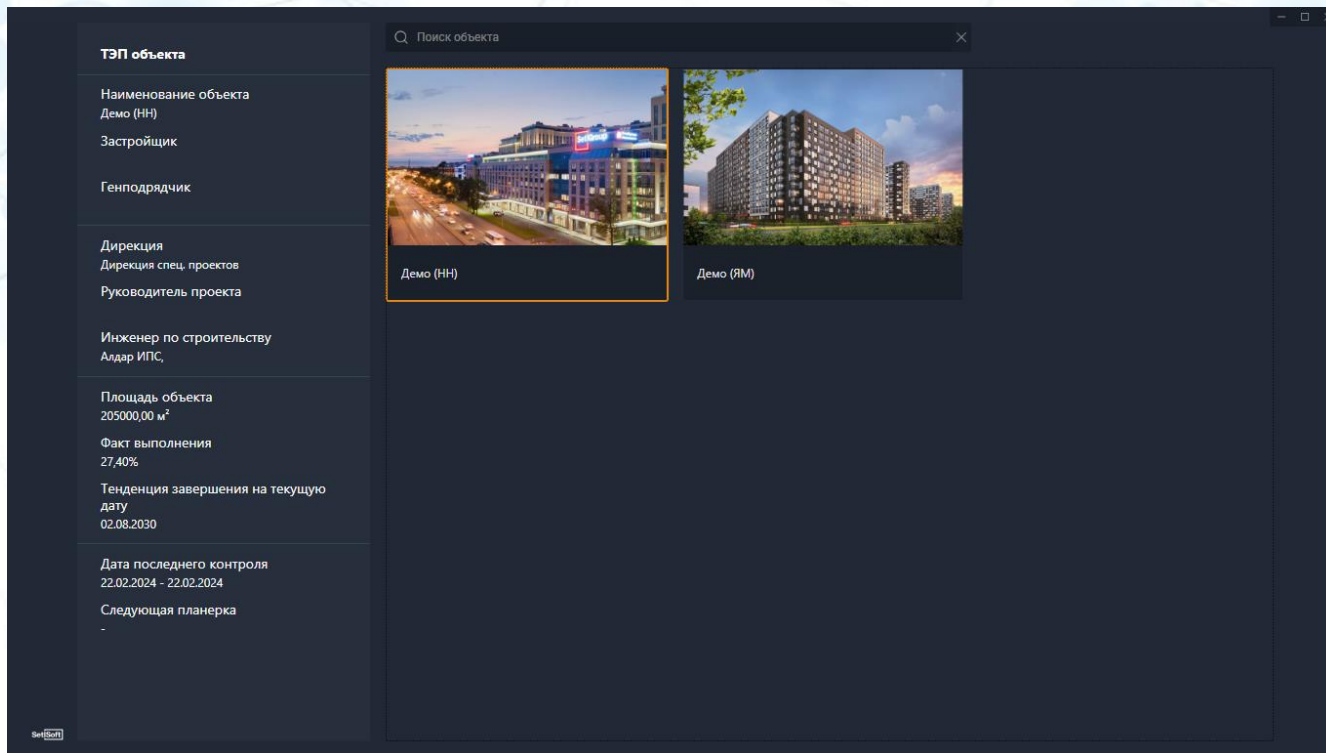 ТЭП объекта
Наименование объекта
Демо (НН)
Застройщик
Генподрядчик
Дирекция
Дирекция спец. проектов
Руководитель проекта
Инженер по строительству
Алдар ИПС,
Площадь объекта
205000,00 м²
Факт выполнения
27,40%
Тенденция завершения на текущую
дату
02.08.2030
Дата последнего контроля
22.02.2024 - 22.02.2024
Следующая планерка
-
SetlSoft
Поиск объекта
SetlGroup
Демо (НН)
Демо (ЯМ)